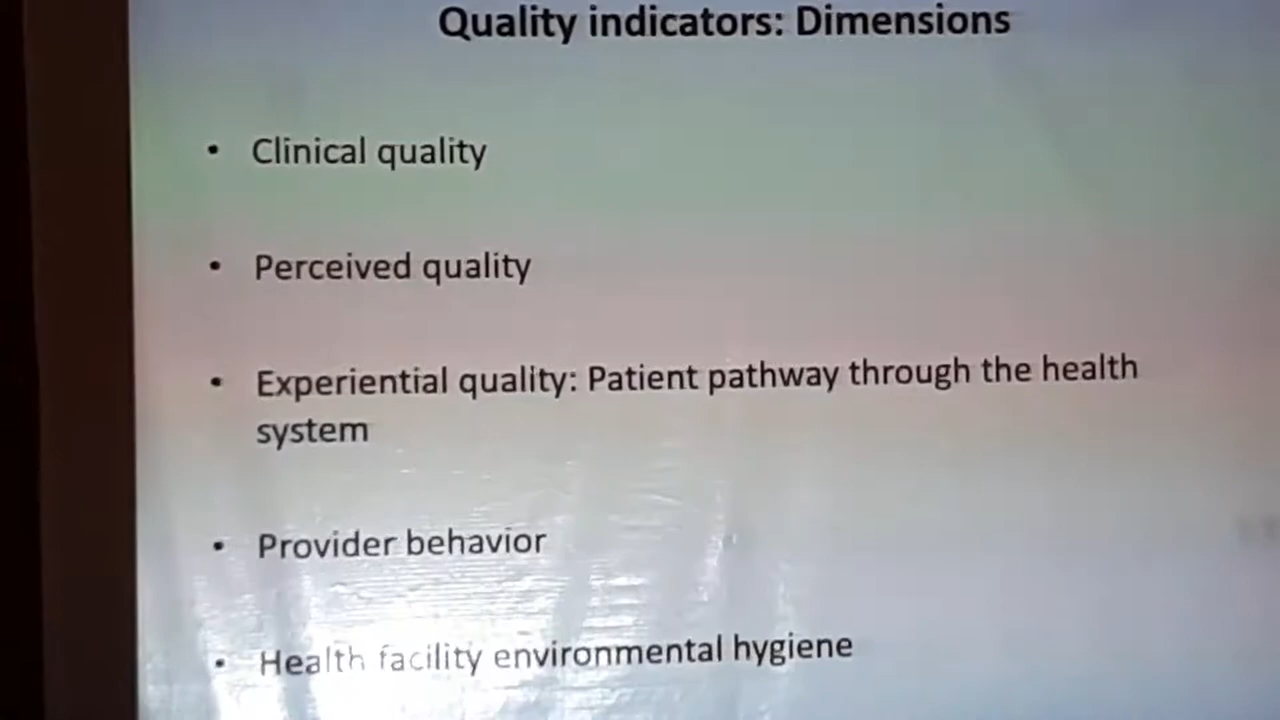 Quality indicators: Dimensions
• Clinical quality
• Perceived quality
• Experiential quality: Patient pathway through the health
system
• Provider behavior
• Health facility environmental hygiene